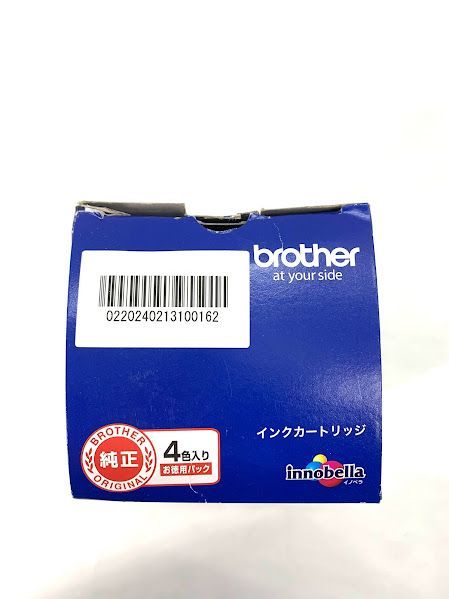 brother
at your side
0220240213100162
BROTHER
純正
ORIGINAL
4色入り
お徳用パック
インクカートリッジ
innobella
イノベラ